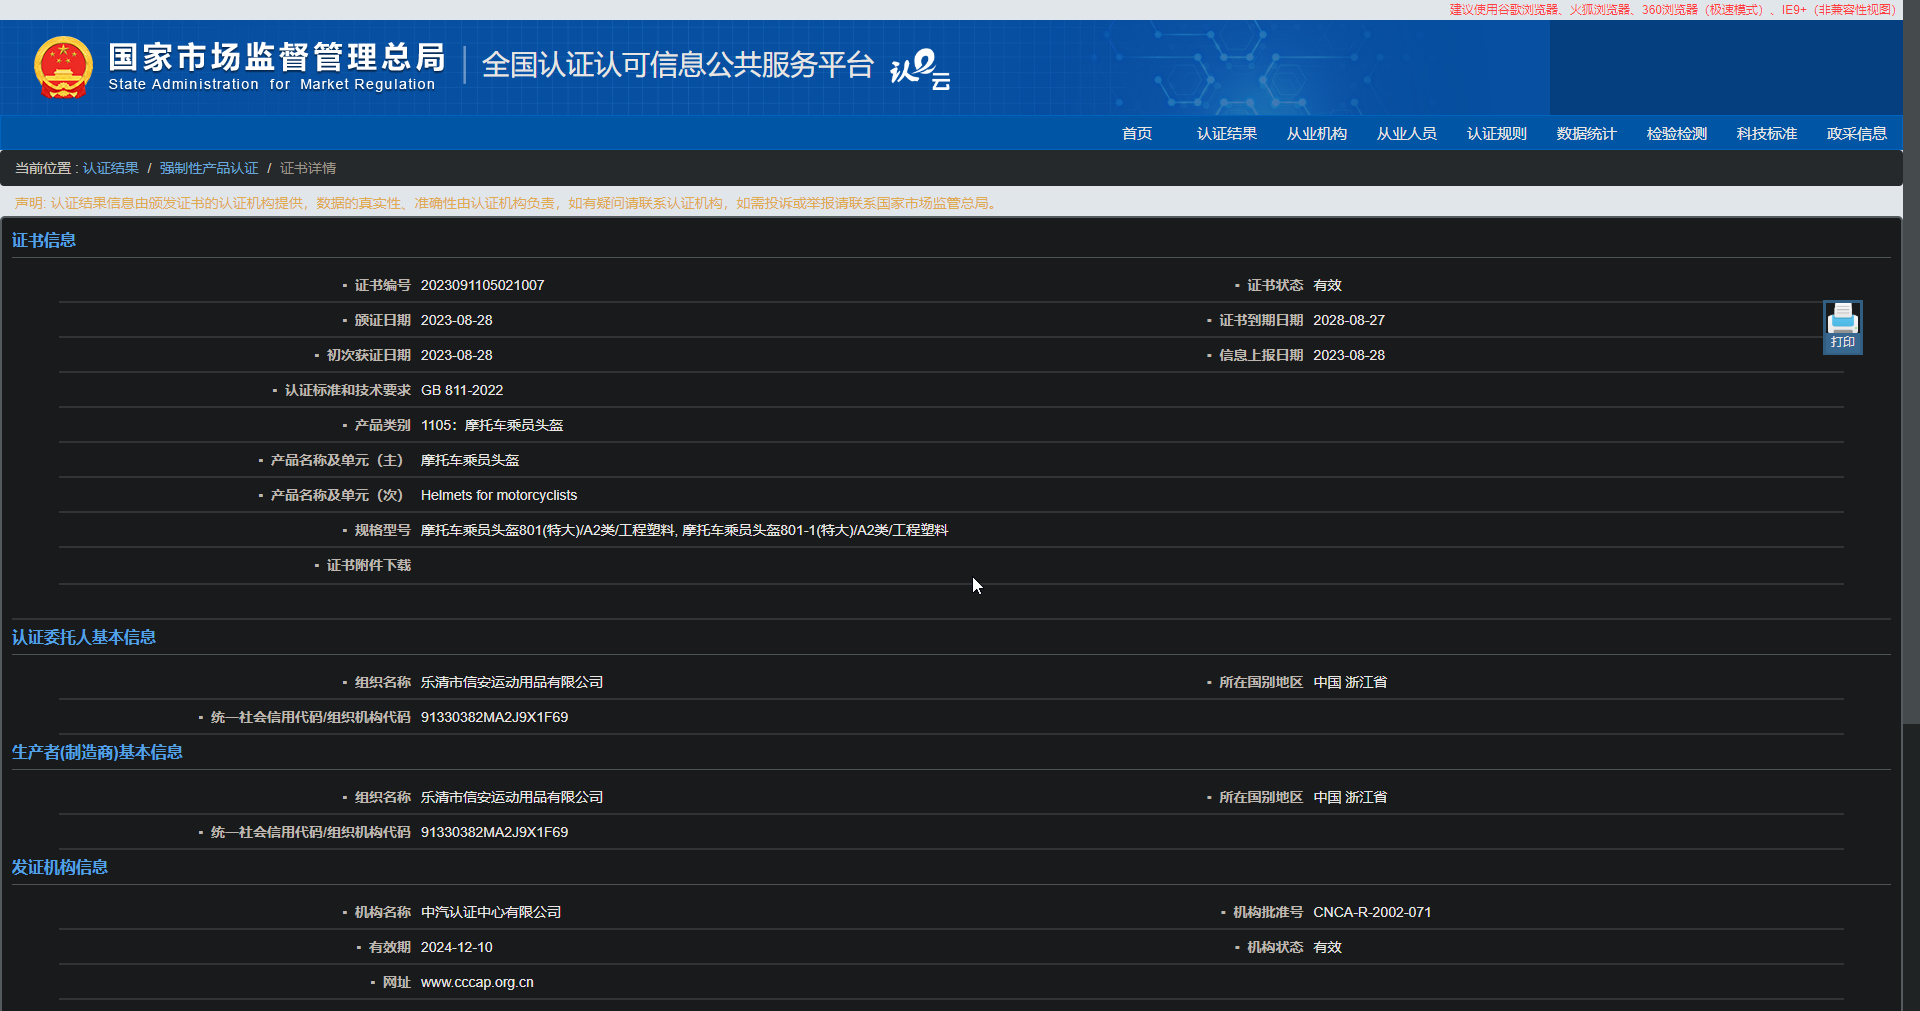 建议使用谷歌浏览器、火狐浏览器、360浏览器（极速模式）、IE9+（非兼容性视图）
国家市场监督管理总局
State Administration for Market Regulation
全国认证认可信息公共服务平台
认e云
首页 认证结果 从业机构 从业人员 认证规则 数据统计 检验检测 科技标准 政采信息
当前位置 : 认证结果 / 强制性产品认证 / 证书详情
声明: 认证结果信息由颁发证书的认证机构提供，数据的真实性、准确性由认证机构负责，如有疑问请联系认证机构，如需投诉或举报请联系国家市场监管总局。
证书信息
▪ 证书编号 2023091105021007 ▪ 证书状态 有效
▪ 颁证日期 2023-08-28 ▪ 证书到期日期 2028-08-27
打印
▪ 初次获证日期 2023-08-28 ▪ 信息上报日期 2023-08-28
▪ 认证标准和技术要求 GB 811-2022
▪ 产品类别 1105：摩托车乘员头盔
▪ 产品名称及单元（主） 摩托车乘员头盔
▪ 产品名称及单元（次） Helmets for motorcyclists
▪ 规格型号 摩托车乘员头盔801(特大)/A2类/工程塑料, 摩托车乘员头盔801-1(特大)/A2类/工程塑料
▪ 证书附件下载
认证委托人基本信息
▪ 组织名称 乐清市信安运动用品有限公司 ▪ 所在国别地区 中国 浙江省
▪ 统一社会信用代码/组织机构代码 91330382MA2J9X1F69
生产者(制造商)基本信息
▪ 组织名称 乐清市信安运动用品有限公司 ▪ 所在国别地区 中国 浙江省
▪ 统一社会信用代码/组织机构代码 91330382MA2J9X1F69
发证机构信息
▪ 机构名称 中汽认证中心有限公司 ▪ 机构批准号 CNCA-R-2002-071
▪ 有效期 2024-12-10 ▪ 机构状态 有效
▪ 网址 www.cccap.org.cn